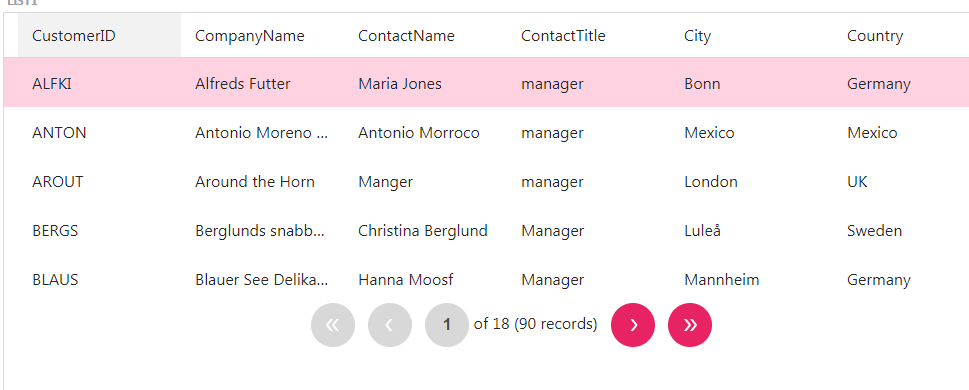 CustomerID CompanyName ContactName ContactTitle City Country
ALFKI Alfreds Futter Maria Jones manager Bonn Germany
ANTON Antonio Moreno ... Antonio Morroco manager Mexico Mexico
AROUT Around the Horn Manger manager London UK
BERGS Berglunds snabb... Christina Berglund Manager Luleå Sweden
BLAUS Blauer See Delika... Hanna Moosf Manager Mannheim Germany
« ‹ 1 of 18 (90 records) › »